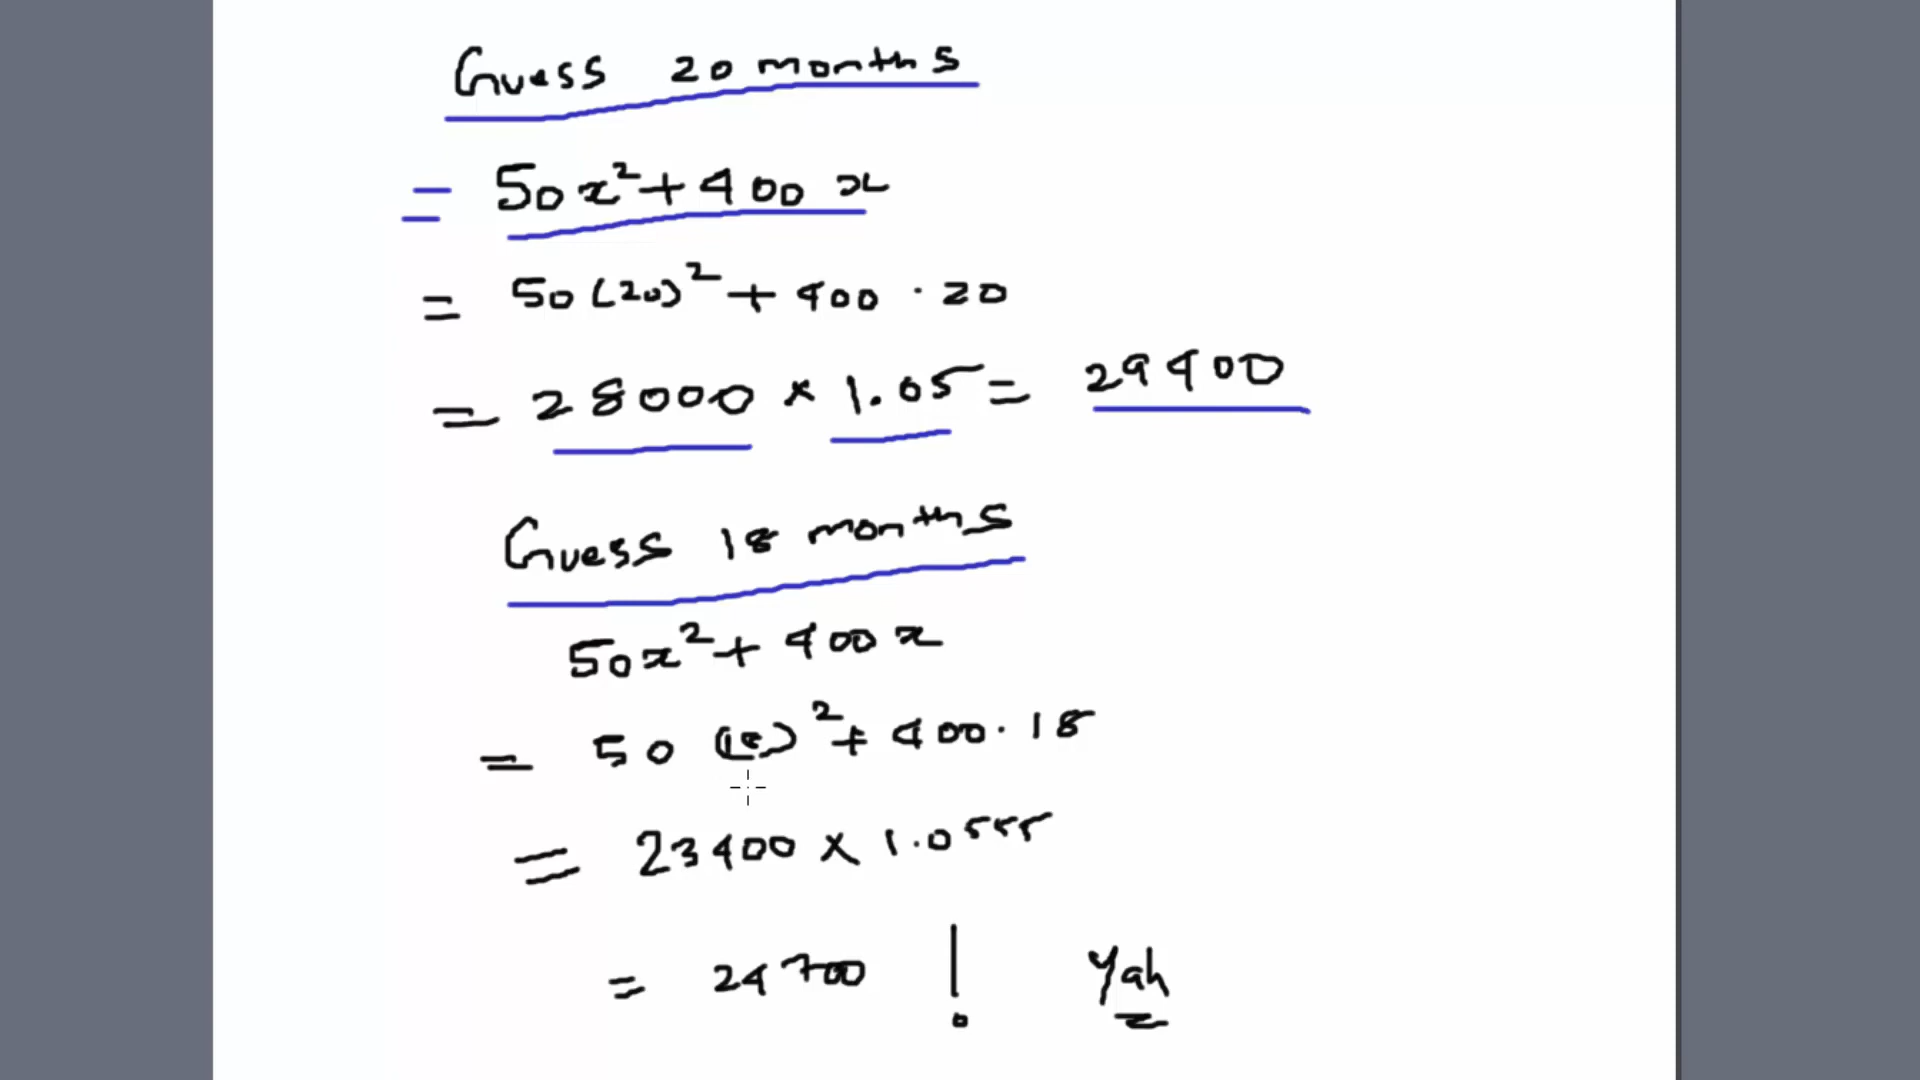 Guess 20 months
= 50x² + 400x
= 50(20)² + 400 · 20
= 28000 × 1.05 = 29400
Guess 18 months
50x² + 400x
= 50 (18)² + 400 · 18
= 23400 × 1.0555
= 24700 ! Yah